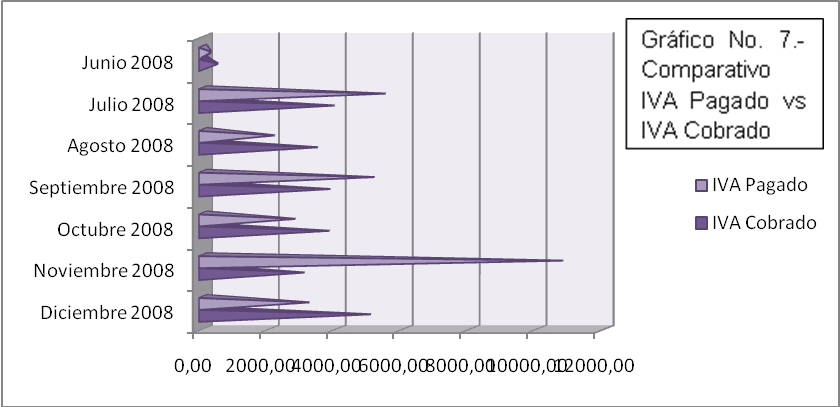 Gráfico No. 7.-
Comparativo
IVA Pagado vs
IVA Cobrado
Junio 2008
Julio 2008
Agosto 2008
Septiembre 2008
Octubre 2008
Noviembre 2008
Diciembre 2008
IVA Pagado
IVA Cobrado
0,00 2000,00 4000,00 6000,00 8000,00 10000,00 12000,00